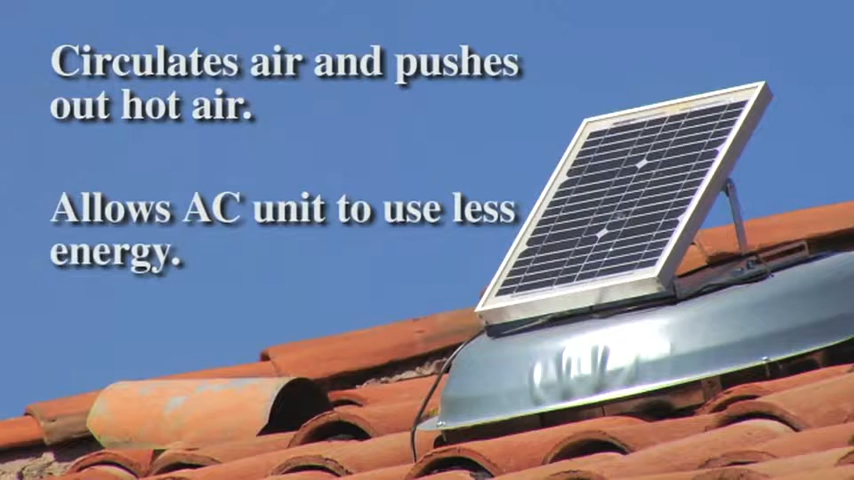 Circulates air and pushes
out hot air.
Allows AC unit to use less
energy.